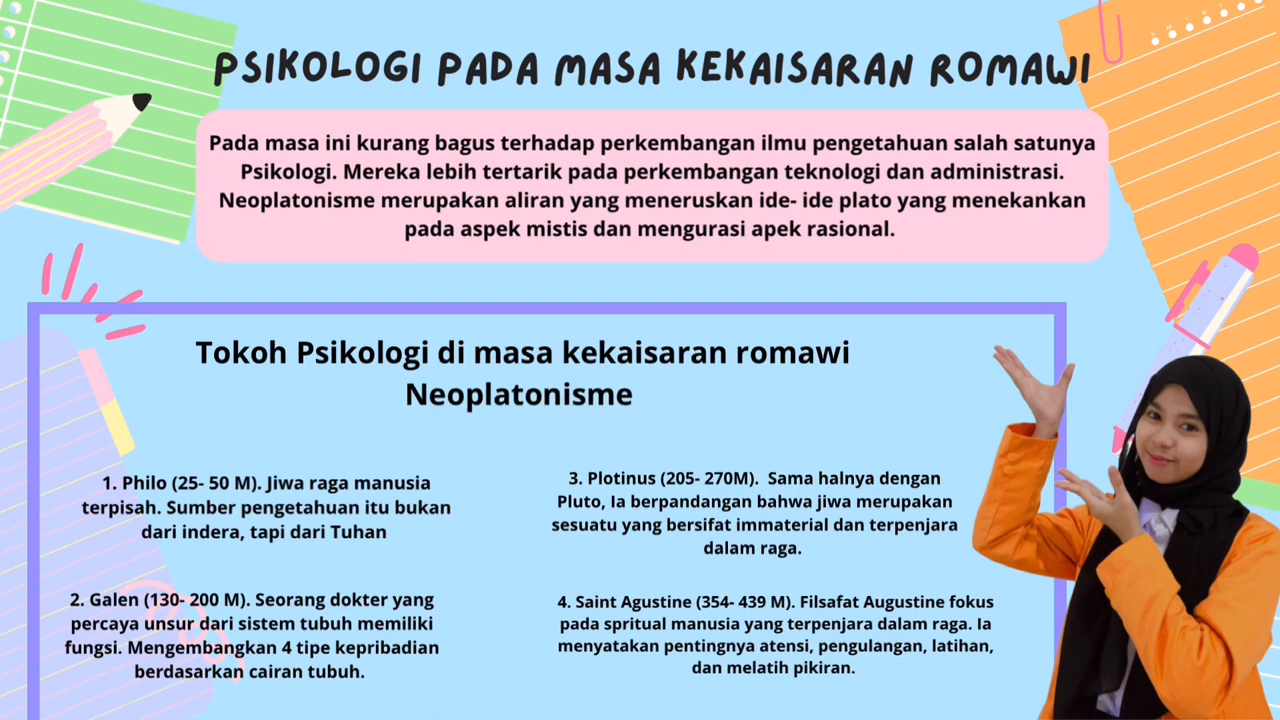 PSIKOLOGI PADA MASA KEKAISARAN ROMAWI
Pada masa ini kurang bagus terhadap perkembangan ilmu pengetahuan salah satunya
Psikologi. Mereka lebih tertarik pada perkembangan teknologi dan administrasi.
Neoplatonisme merupakan aliran yang meneruskan ide- ide plato yang menekankan
pada aspek mistis dan mengurasi apek rasional.
Tokoh Psikologi di masa kekaisaran romawi
Neoplatonisme
1. Philo (25- 50 M). Jiwa raga manusia
terpisah. Sumber pengetahuan itu bukan
dari indera, tapi dari Tuhan
2. Galen (130- 200 M). Seorang dokter yang
percaya unsur dari sistem tubuh memiliki
fungsi. Mengembangkan 4 tipe kepribadian
berdasarkan cairan tubuh.
3. Plotinus (205- 270M). Sama halnya dengan
Pluto, Ia berpandangan bahwa jiwa merupakan
sesuatu yang bersifat immaterial dan terpenjara
dalam raga.
4. Saint Agustine (354- 439 M). Filsafat Augustine fokus
pada spritual manusia yang terpenjara dalam raga. Ia
menyatakan pentingnya atensi, pengulangan, latihan,
dan melatih pikiran.